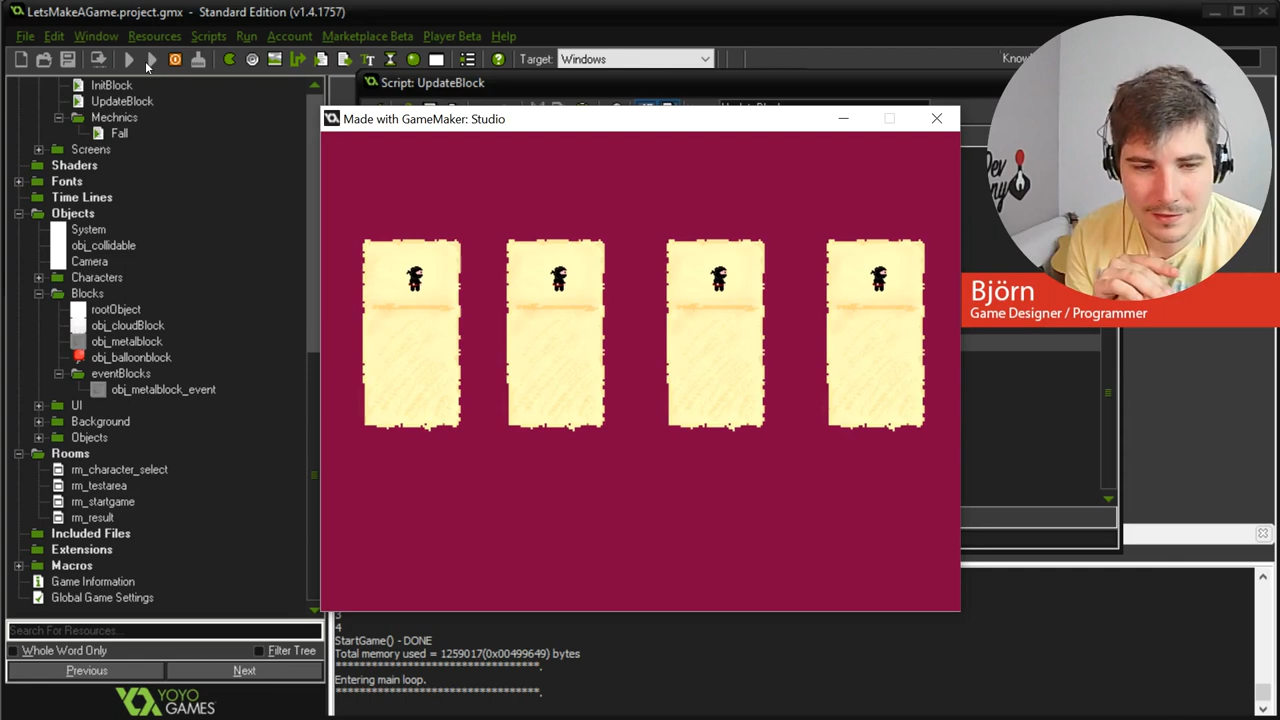 LetsMakeAGame.project.gmx - Standard Edition (v1.4.1757)
File Edit Window Resources Scripts Run Account Marketplace Beta Player Beta Help
Target: Windows
InitBlock
UpdateBlock
Mechnics
Fall
Screens
Shaders
Fonts
Time Lines
Objects
System
obj_collidable
Camera
Characters
Blocks
rootObject
obj_cloudBlock
obj_metalblock
obj_balloonblock
eventBlocks
obj_metalblock_event
UI
Background
Objects
Rooms
rm_character_select
rm_testarea
rm_startgame
rm_result
Included Files
Extensions
Macros
Game Information
Global Game Settings
Search For Resources...
Whole Word Only Filter Tree
Previous Next
YOYO
GAMES
Script: UpdateBlock
Made with GameMaker: Studio
Björn
Game Designer / Programmer
3
4
StartGame() - DONE
Total memory used = 1259017(0x00499649) bytes
Entering main loop.